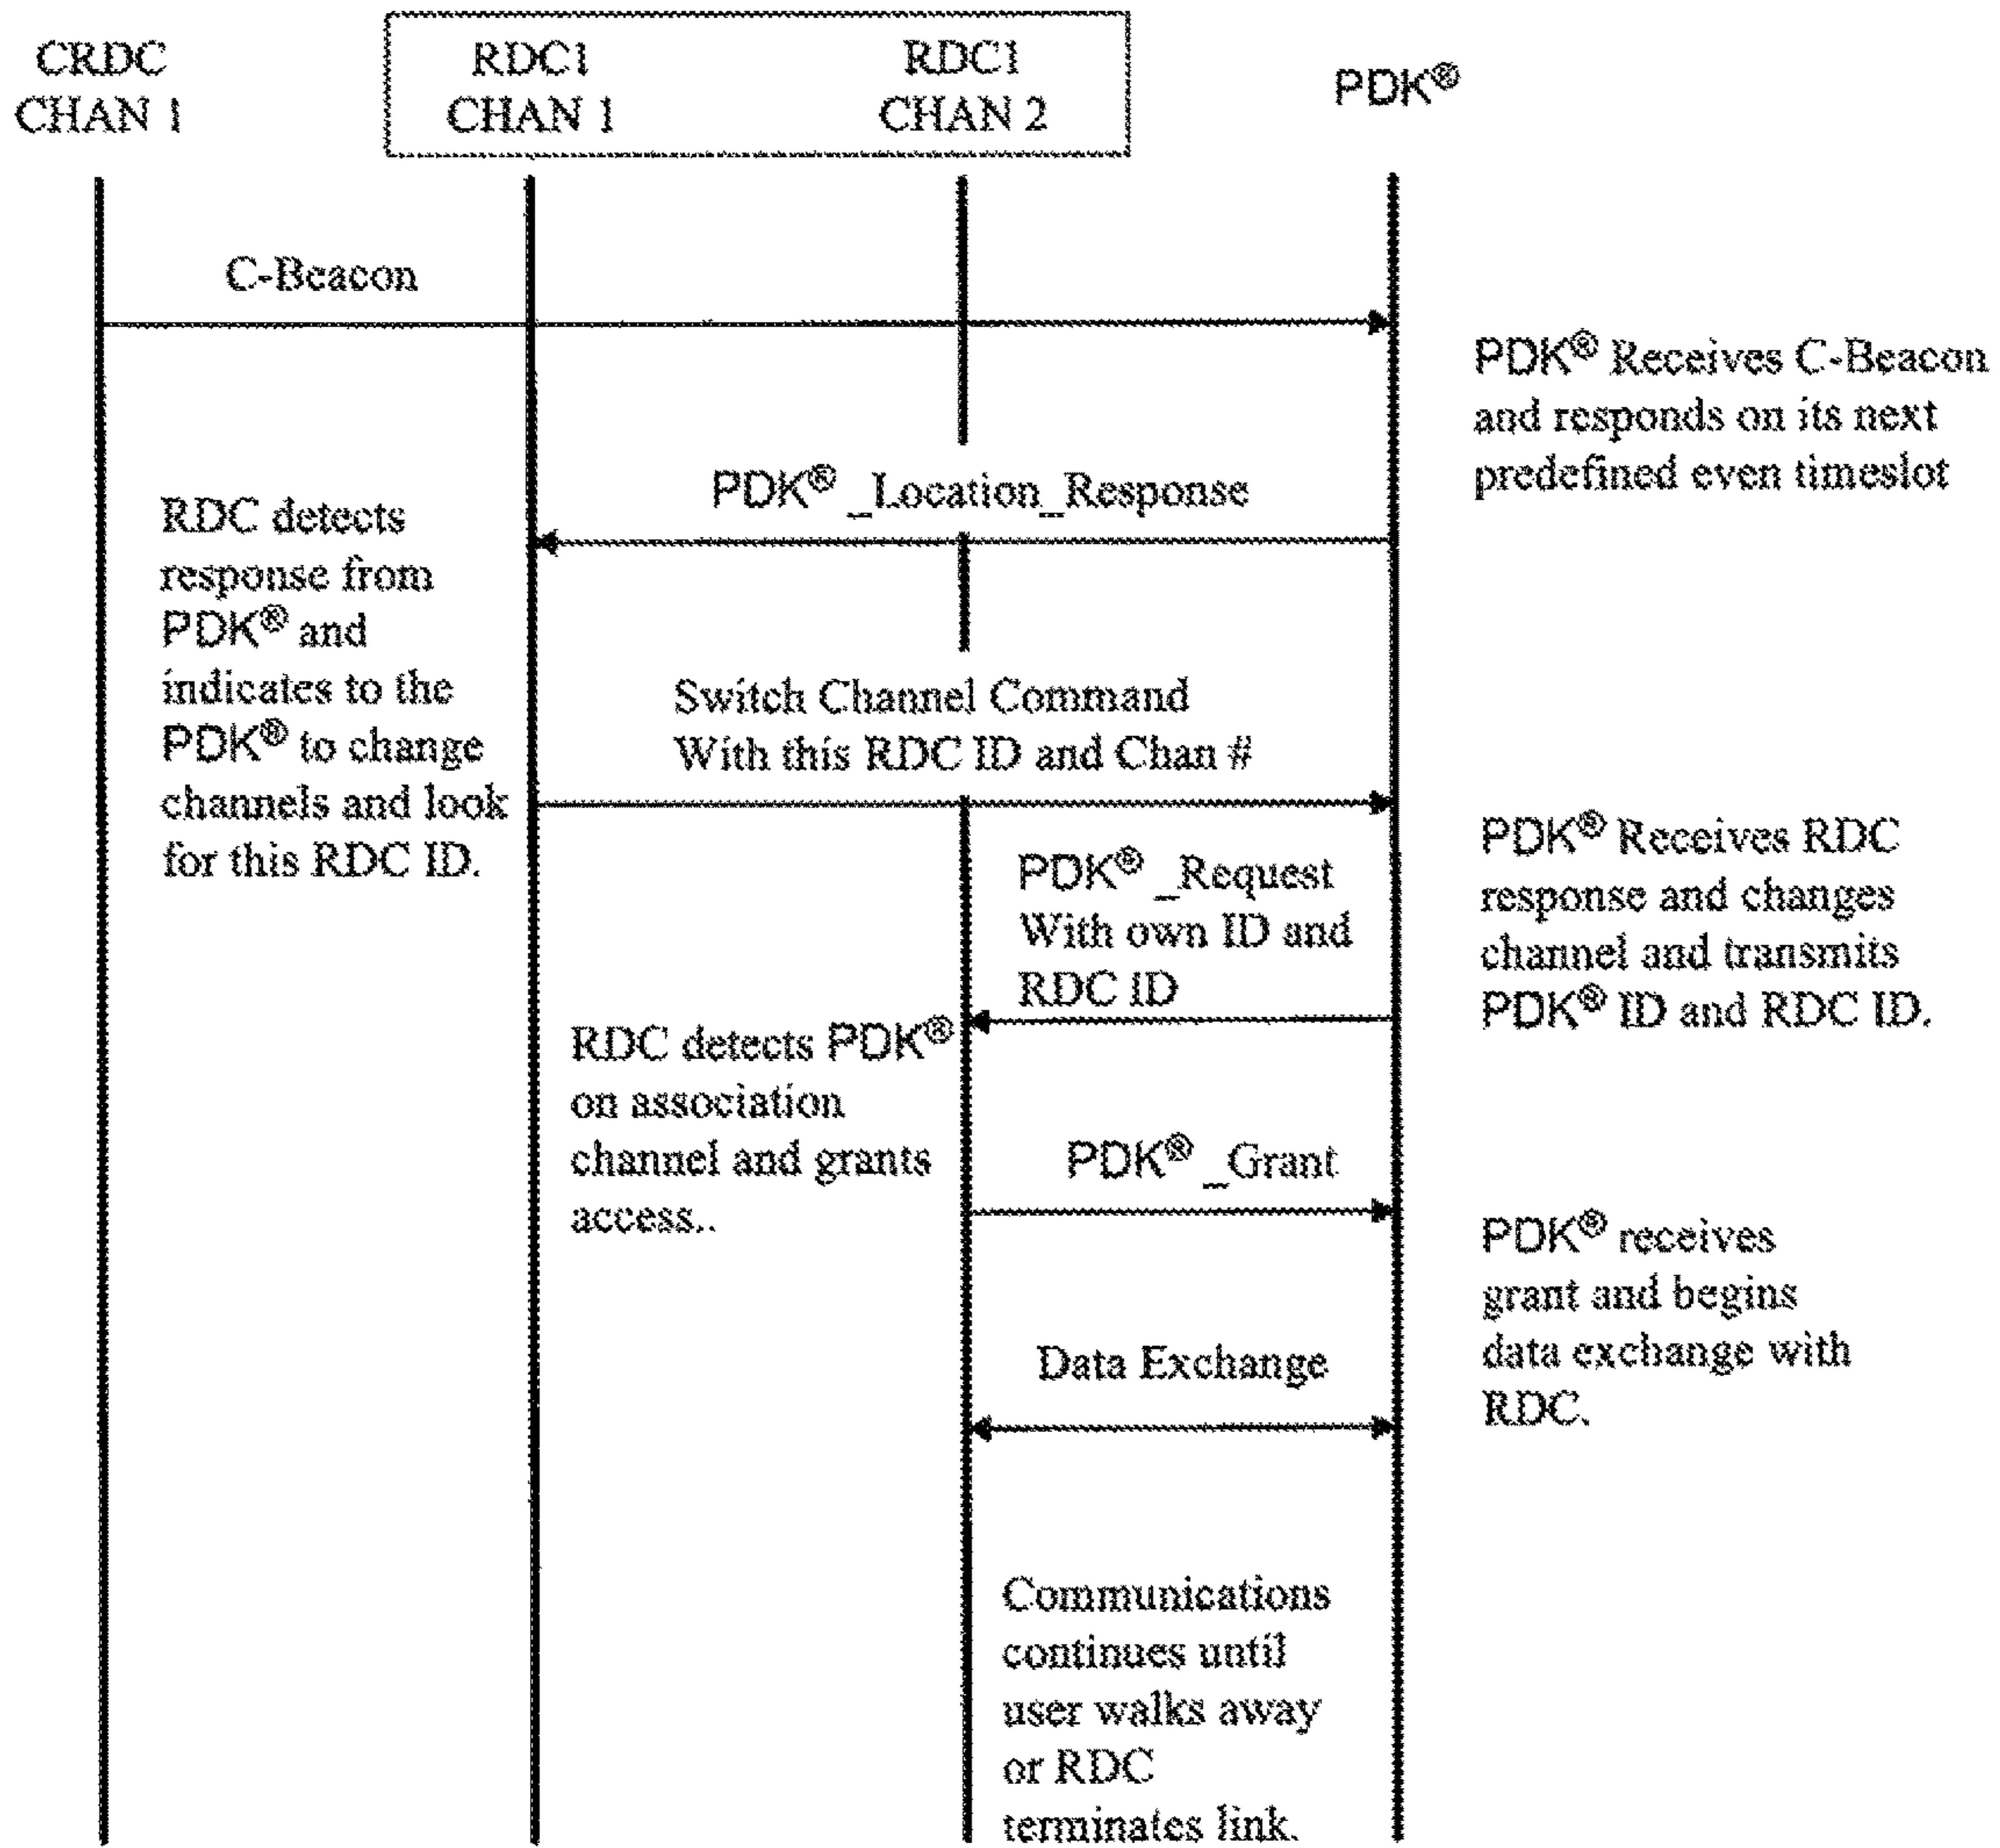 CRDC
CHAN 1
RDC1
CHAN 1
RDC1
CHAN 2
PDK®
C-Beacon
PDK® Receives C-Beacon
and responds on its next
predefined even timeslot
PDK® _Location_Response
RDC detects
response from
PDK® and
indicates to the
PDK® to change
channels and look
for this RDC ID.
Switch Channel Command
With this RDC ID and Chan #
PDK® Receives RDC
response and changes
channel and transmits
PDK® ID and RDC ID.
PDK® _Request
With own ID and
RDC ID
RDC detects PDK®
on association
channel and grants
access..
PDK® _Grant
PDK® receives
grant and begins
data exchange with
RDC.
Data Exchange
Communications
continues until
user walks away
or RDC
terminates link.